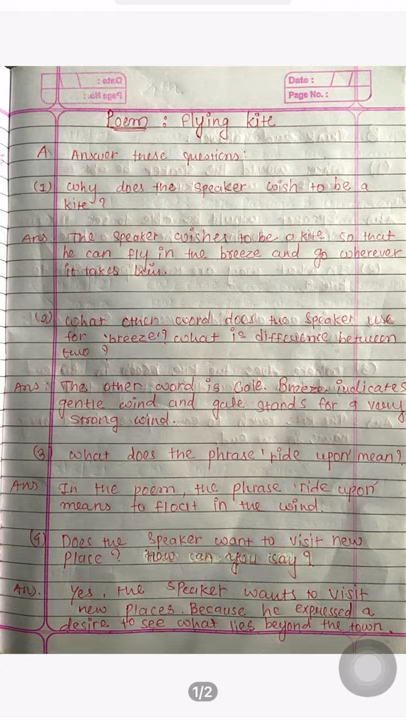 Date :
Page No. :
Poem : Flying kite
A Answer these questions:
(1) Why does the speaker wish to be a
kite ?
Ans The speaker wishes to be a kite so that
he can fly in the breeze and go wherever
it takes him.
(2) What other word does the speaker use
for 'breeze'? What is difference between
two ?
Ans : The other word is Gale. Breeze indicates
gentle wind and gale stands for a very
strong wind.
(3) What does the phrase 'ride upon' mean?
Ans In the poem, the phrase 'ride upon'
means to float in the wind.
(4) Does the speaker want to visit new
place ? How can you say ?
Ans. Yes, the speaker wants to visit
new places. Because he expressed a
desire to see what lies beyond the town.
1/2